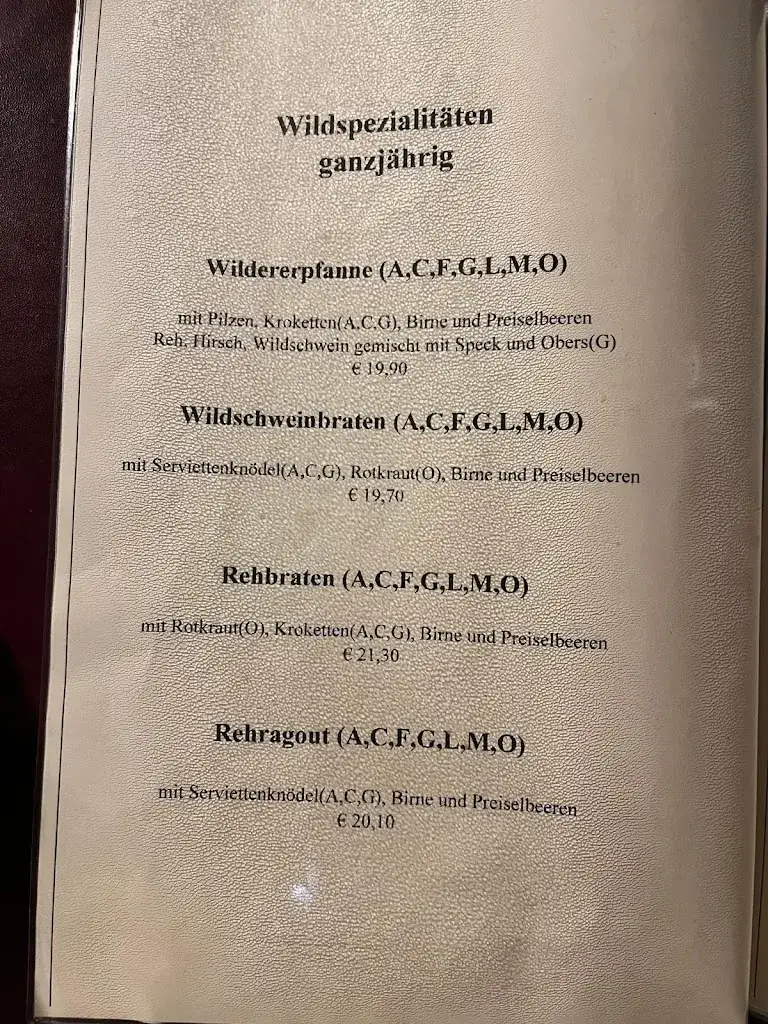 Wildspezialitäten
ganzjährig
Wildererpfanne (A,C,F,G,L,M,O)
mit Pilzen, Kroketten(A,C,G), Birne und Preiselbeeren
Reh, Hirsch, Wildschwein gemischt mit Speck und Obers(G)
€ 19,90
Wildschweinbraten (A,C,F,G,L,M,O)
mit Serviettenknödel(A,C,G), Rotkraut(O), Birne und Preiselbeeren
€ 19,70
Rehbraten (A,C,F,G,L,M,O)
mit Rotkraut(O), Kroketten(A,C,G), Birne und Preiselbeeren
€ 21,30
Rehragout (A,C,F,G,L,M,O)
mit Serviettenknödel(A,C,G), Birne und Preiselbeeren
€ 20,10